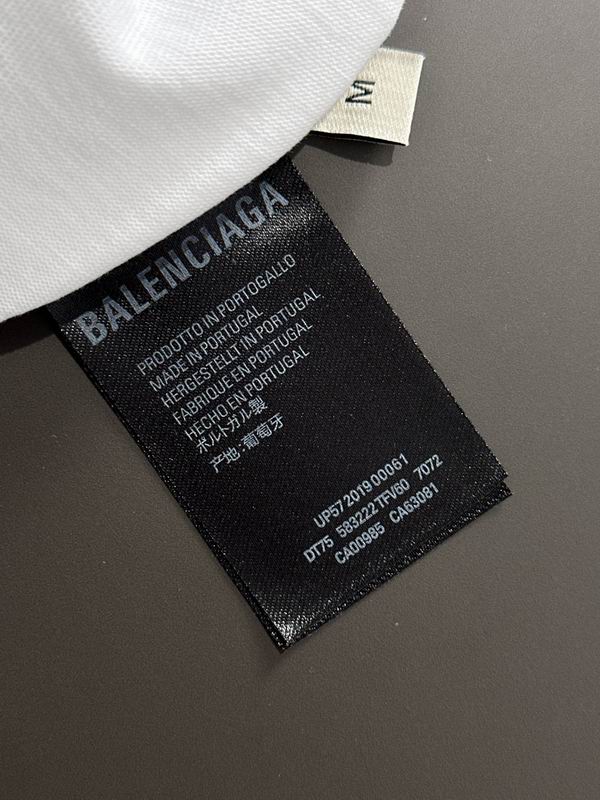 M
BALENCIAGA
PRODOTTO IN PORTOGALLO
MADE IN PORTUGAL
HERGESTELLT IN PORTUGAL
FABRIQUE EN PORTUGAL
HECHO EN PORTUGAL
ポルトガル製
产地:葡萄牙
UP57 2019 00061
DT75 583222 TFV60 7072
CA00985 CA63081